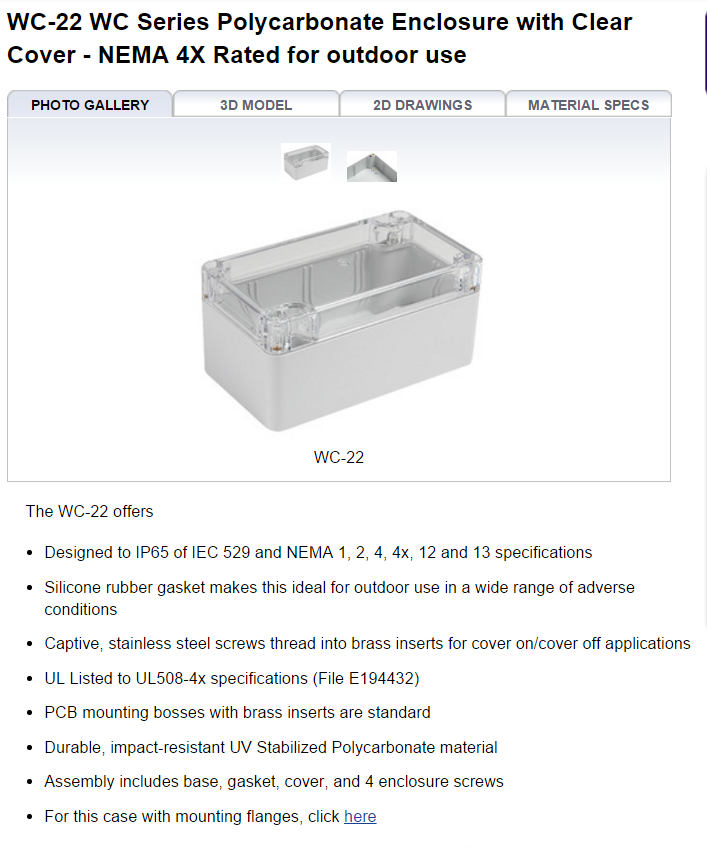 WC-22 WC Series Polycarbonate Enclosure with Clear
Cover - NEMA 4X Rated for outdoor use
PHOTO GALLERY
3D MODEL
2D DRAWINGS
MATERIAL SPECS
WC-22
The WC-22 offers
• Designed to IP65 of IEC 529 and NEMA 1, 2, 4, 4x, 12 and 13 specifications
• Silicone rubber gasket makes this ideal for outdoor use in a wide range of adverse
conditions
• Captive, stainless steel screws thread into brass inserts for cover on/cover off applications
• UL Listed to UL508-4x specifications (File E194432)
• PCB mounting bosses with brass inserts are standard
• Durable, impact-resistant UV Stabilized Polycarbonate material
• Assembly includes base, gasket, cover, and 4 enclosure screws
• For this case with mounting flanges, click here